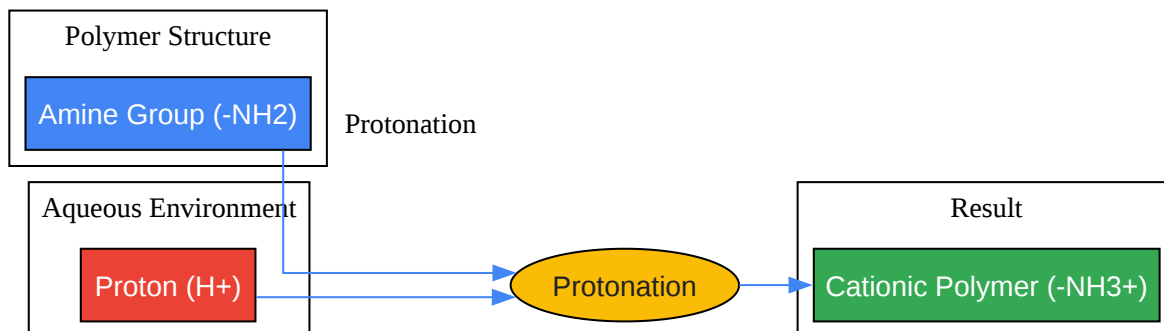 Polymer Structure
Amine Group (-NH2)
Protonation
Aqueous Environment
Proton (H+)
Protonation
Result
Cationic Polymer (-NH3+)